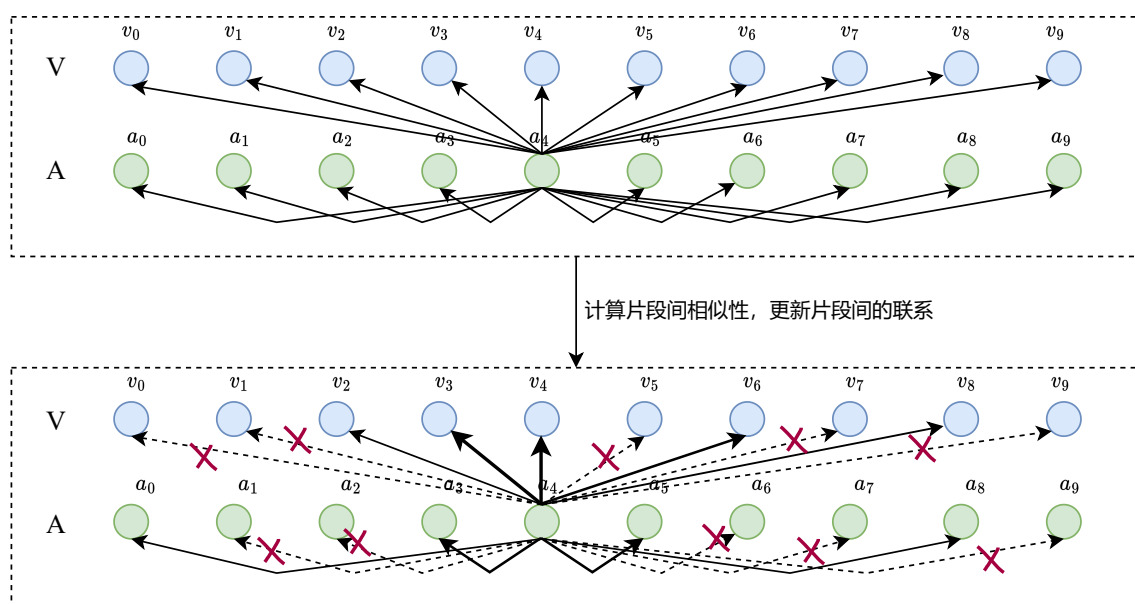 v₀ v₁ v₂ v₃ v₄ v₅ v₆ v₇ v₈ v₉
V
a₀ a₁ a₂ a₃ a₄ a₅ a₆ a₇ a₈ a₉
A
计算片段间相似性，更新片段间的联系
v₀ v₁ v₂ v₃ v₄ v₅ v₆ v₇ v₈ v₉
V
a₀ a₁ a₂ a₃ a₄ a₅ a₆ a₇ a₈ a₉
A